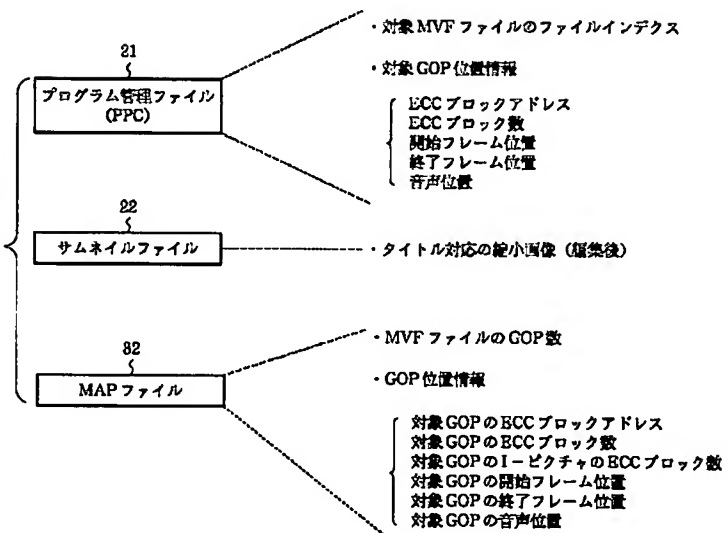 21
プログラム管理ファイル
(PPC)
・対象MVFファイルのファイルインデクス
・対象GOP位置情報
ECCブロックアドレス
ECCブロック数
開始フレーム位置
終了フレーム位置
音声位置
22
サムネイルファイル
・タイトル対応の縮小画像（編集後）
32
MAPファイル
・MVFファイルのGOP数
・GOP位置情報
対象GOPのECCブロックアドレス
対象GOPのECCブロック数
対象GOPのI－ピクチャのECCブロック数
対象GOPの開始フレーム位置
対象GOPの終了フレーム位置
対象GOPの音声位置